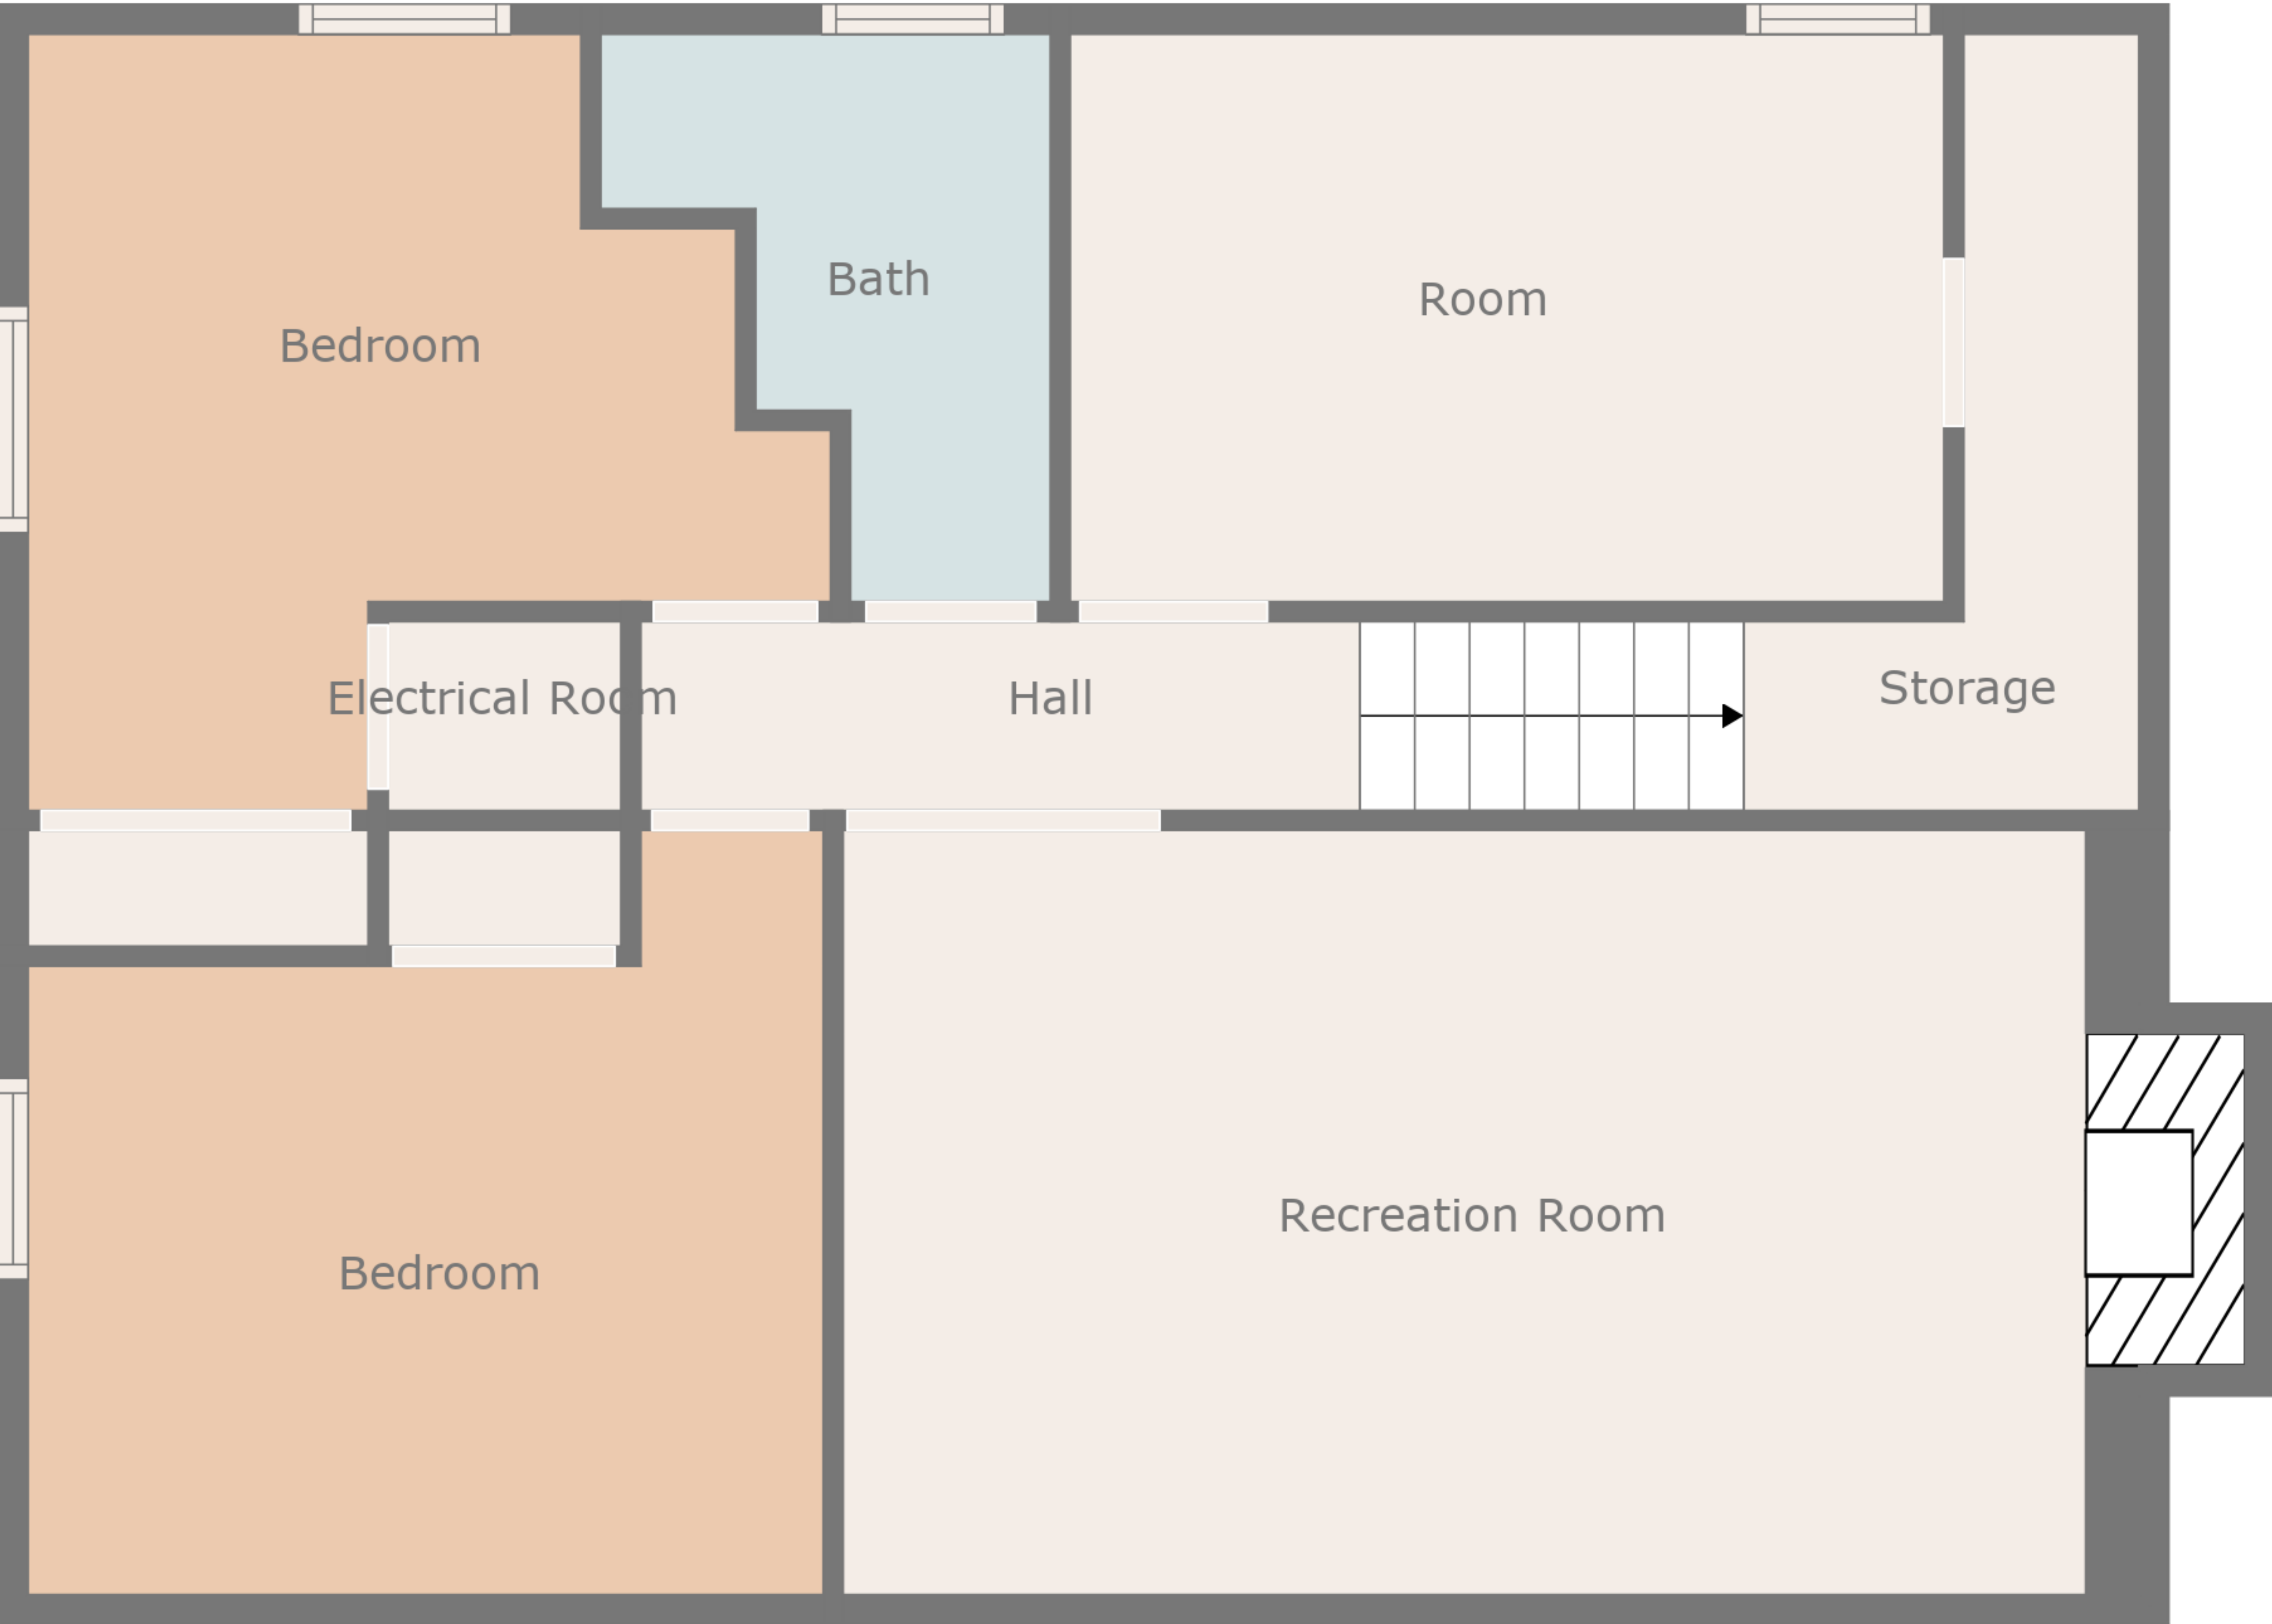 Bath
Room
Bedroom
Electrical Room
Hall
Storage
Recreation Room
Bedroom